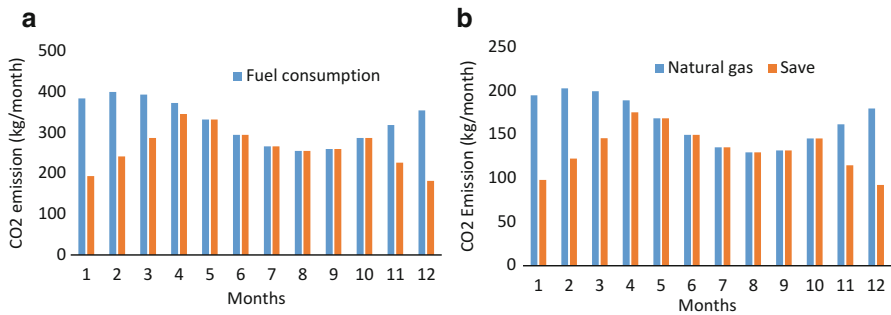 a
500
400
300
200
100
0
CO2 emission (kg/month)
Fuel consumption
1 2 3 4 5 6 7 8 9 10 11 12
Months
b
250
200
150
100
50
0
CO2 Emission (kg/month)
Natural gas Save
1 2 3 4 5 6 7 8 9 10 11 12
Months